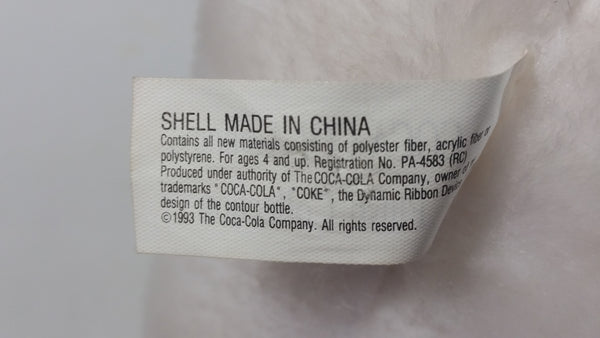 SHELL MADE IN CHINA
Contains all new materials consisting of polyester fiber, acrylic fiber or
polystyrene. For ages 4 and up. Registration No. PA-4583 (RC)
Produced under authority of The COCA-COLA Company, owner of
trademarks "COCA-COLA", "COKE", the Dynamic Ribbon Device
design of the contour bottle.
©1993 The Coca-Cola Company. All rights reserved.